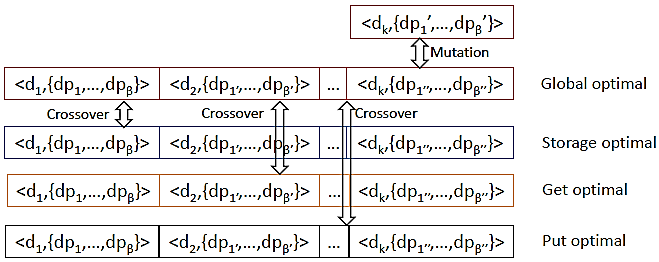 <dk,{dp1′,...,dpβ′}>
Mutation
<d1,{dp1,...,dpβ}> <d2,{dp1′,...,dpβ′}> ... <dk,{dp1′′,...,dpβ′′}> Global optimal
Crossover Crossover Crossover
<d1,{dp1,...,dpβ}> <d2,{dp1′,...,dpβ′}> ... <dk,{dp1′′,...,dpβ′′}> Storage optimal
<d1,{dp1,...,dpβ}> <d2,{dp1′,...,dpβ′}> ... <dk,{dp1′′,...,dpβ′′}> Get optimal
<d1,{dp1,...,dpβ}> <d2,{dp1′,...,dpβ′}> ... <dk,{dp1′′,...,dpβ′′}> Put optimal